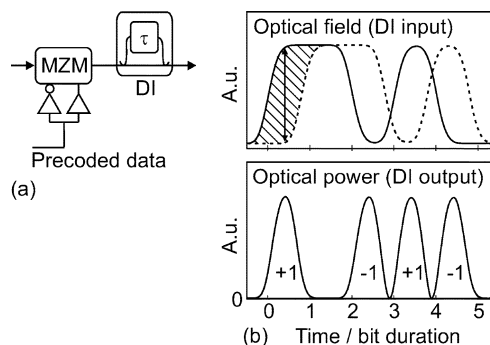 (a)
τ
MZM
DI
Precoded data
Optical field (DI input)
A.u.
Optical power (DI output)
A.u.
+1
-1
+1
-1
0
0
1
2
3
4
5
(b)
Time / bit duration